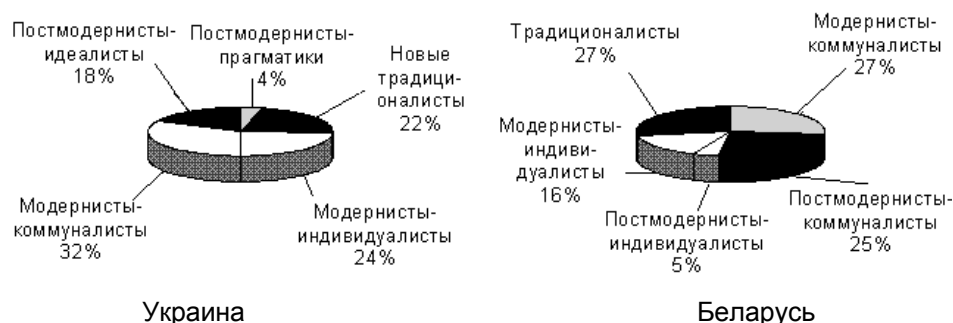 Постмодернисты-
идеалисты
18%
Постмодернисты-
прагматики
4%
Новые
традици-
оналисты
22%
Модернисты-
коммуналисты
32%
Модернисты-
индивидуалисты
24%
Украина
Традиционалисты
27%
Модернисты-
коммуналисты
27%
Модернисты-
индиви-
дуалисты
16%
Постмодернисты-
индивидуалисты
5%
Постмодернисты-
коммуналисты
25%
Беларусь